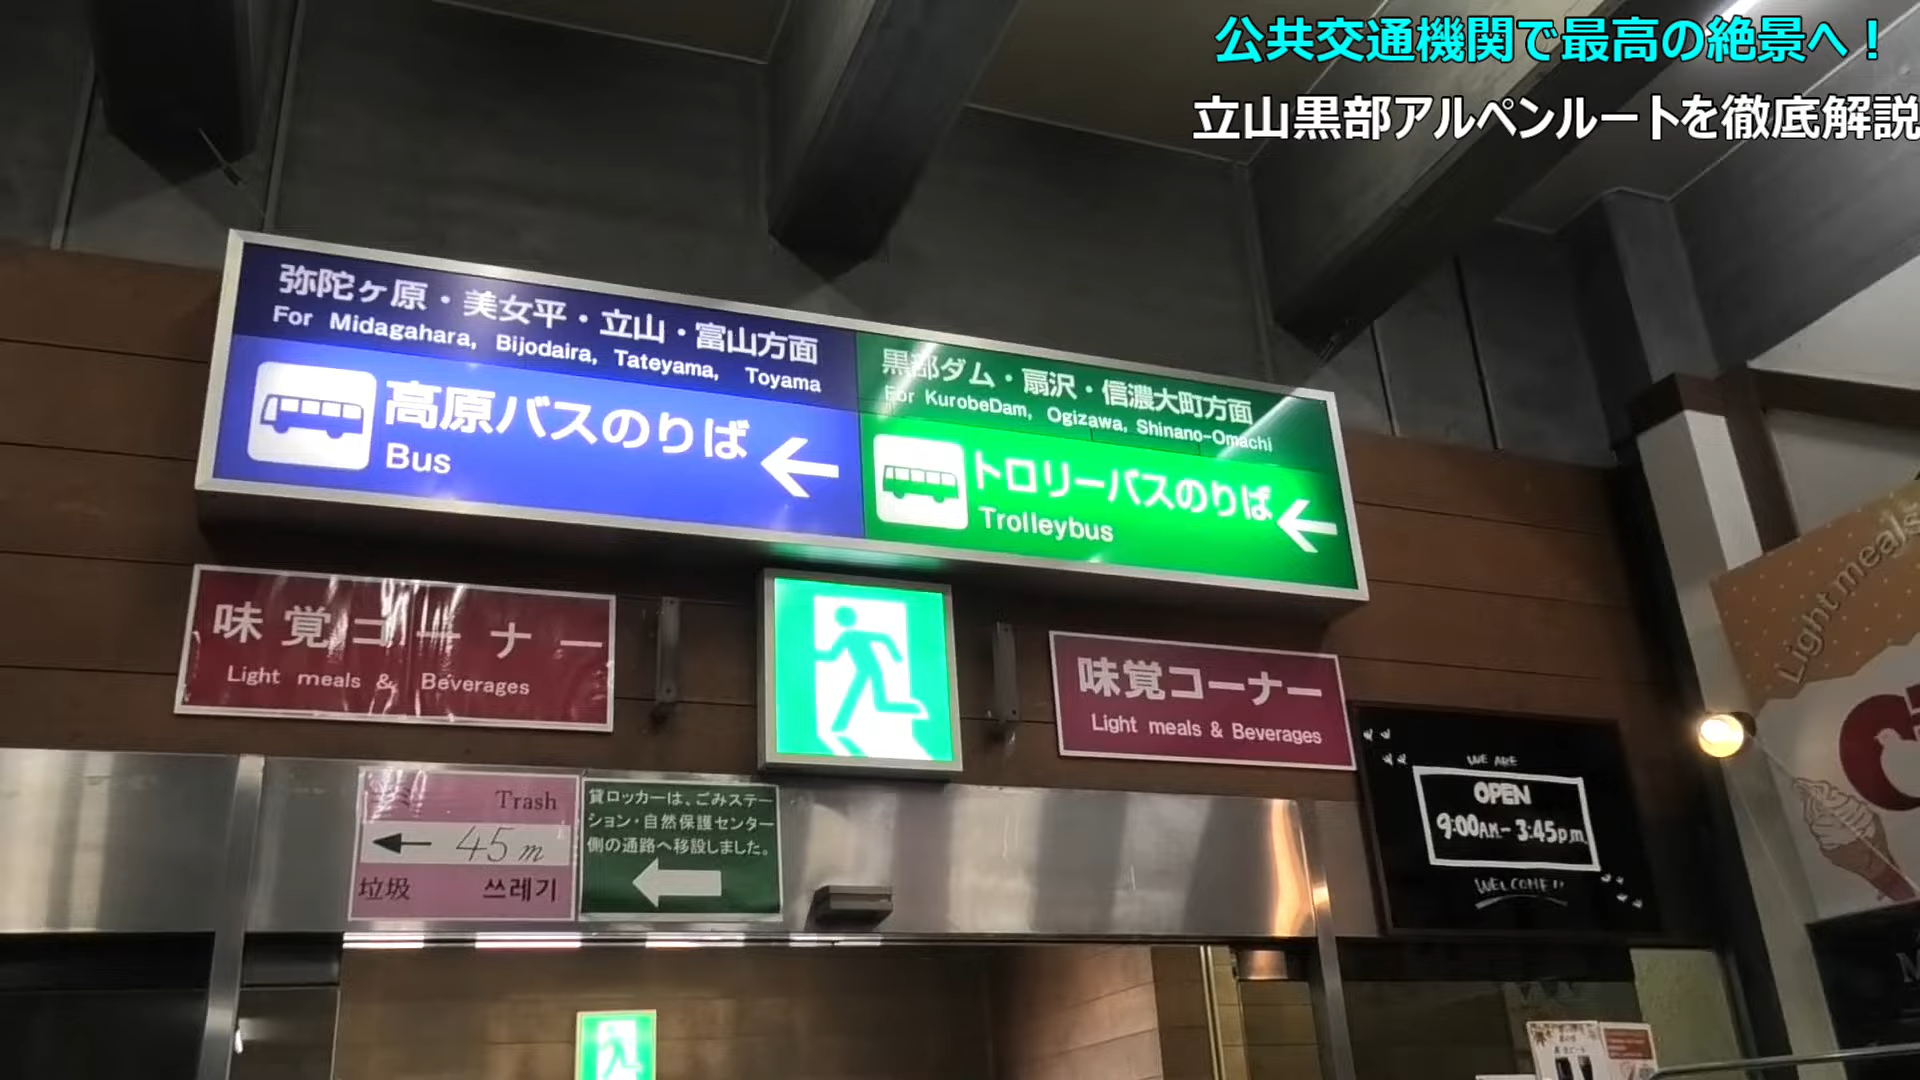 公共交通機関で最高の絶景へ！
立山黒部アルペンルートを徹底解説
弥陀ヶ原・美女平・立山・富山方面
For Midagahara, Bijodaira, Tateyama, Toyama
高原バスのりば
Bus
黒部ダム・扇沢・信濃大町方面
For KurobeDam, Ogizawa, Shinano-Omachi
トロリーバスのりば
Trolleybus
味覚コーナー
Light meals & Beverages
味覚コーナー
Light meals & Beverages
Trash
45m
垃圾 쓰레기
貸ロッカーは、ごみステー
ション・自然保護センター
側の通路へ移設しました。
WE ARE
OPEN
9:00AM - 3:45p.m
WELCOME!!
Light meals